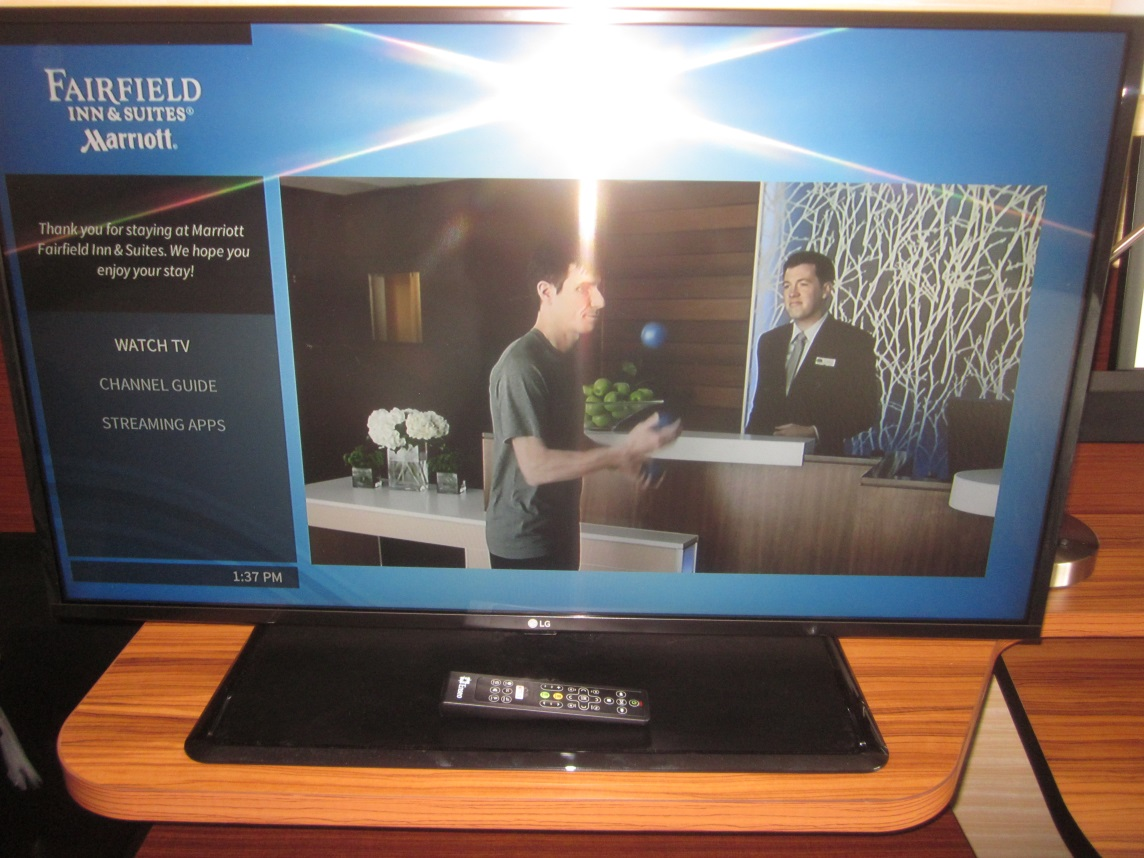 FAIRFIELD
INN & SUITES®
Marriott.
Thank you for staying at Marriott
Fairfield Inn & Suites. We hope you
enjoy your stay!
WATCH TV
CHANNEL GUIDE
STREAMING APPS
1:37 PM
LG